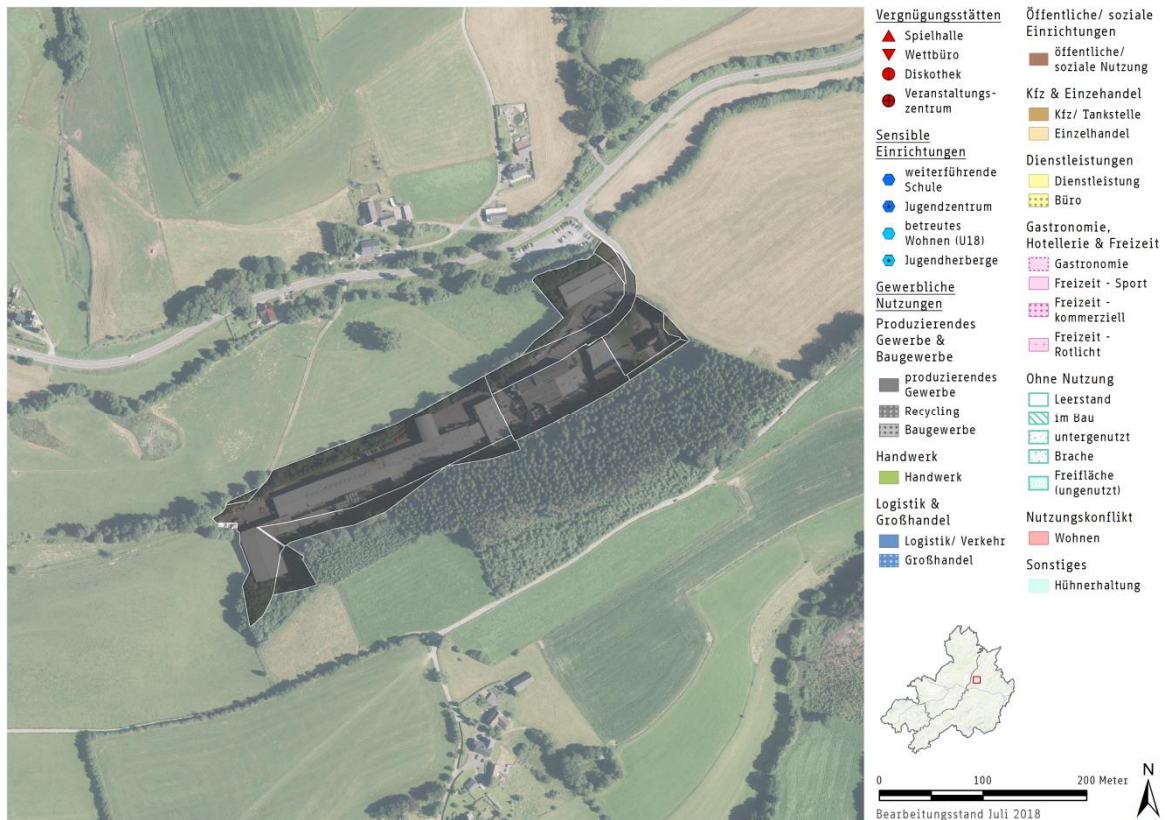 Vergnügungsstätten
Spielhalle
Wettbüro
Diskothek
Veranstaltungs-
zentrum
Sensible
Einrichtungen
weiterführende
Schule
Jugendzentrum
betreutes
Wohnen (U18)
Jugendherberge
Gewerbliche
Nutzungen
Produzierendes
Gewerbe &
Baugewerbe
produzierendes
Gewerbe
Recycling
Baugewerbe
Handwerk
Handwerk
Logistik &
Großhandel
Logistik/ Verkehr
Großhandel
Öffentliche/ soziale
Einrichtungen
öffentliche/
soziale Nutzung
Kfz & Einzehandel
Kfz/ Tankstelle
Einzelhandel
Dienstleistungen
Dienstleistung
Büro
Gastronomie,
Hotellerie & Freizeit
Gastronomie
Freizeit - Sport
Freizeit -
kommerziell
Freizeit -
Rotlicht
Ohne Nutzung
Leerstand
im Bau
untergenutzt
Brache
Freifläche
(ungenutzt)
Nutzungskonflikt
Wohnen
Sonstiges
Hühnerhaltung
0 100 200 Meter
N
Bearbeitungsstand Juli 2018